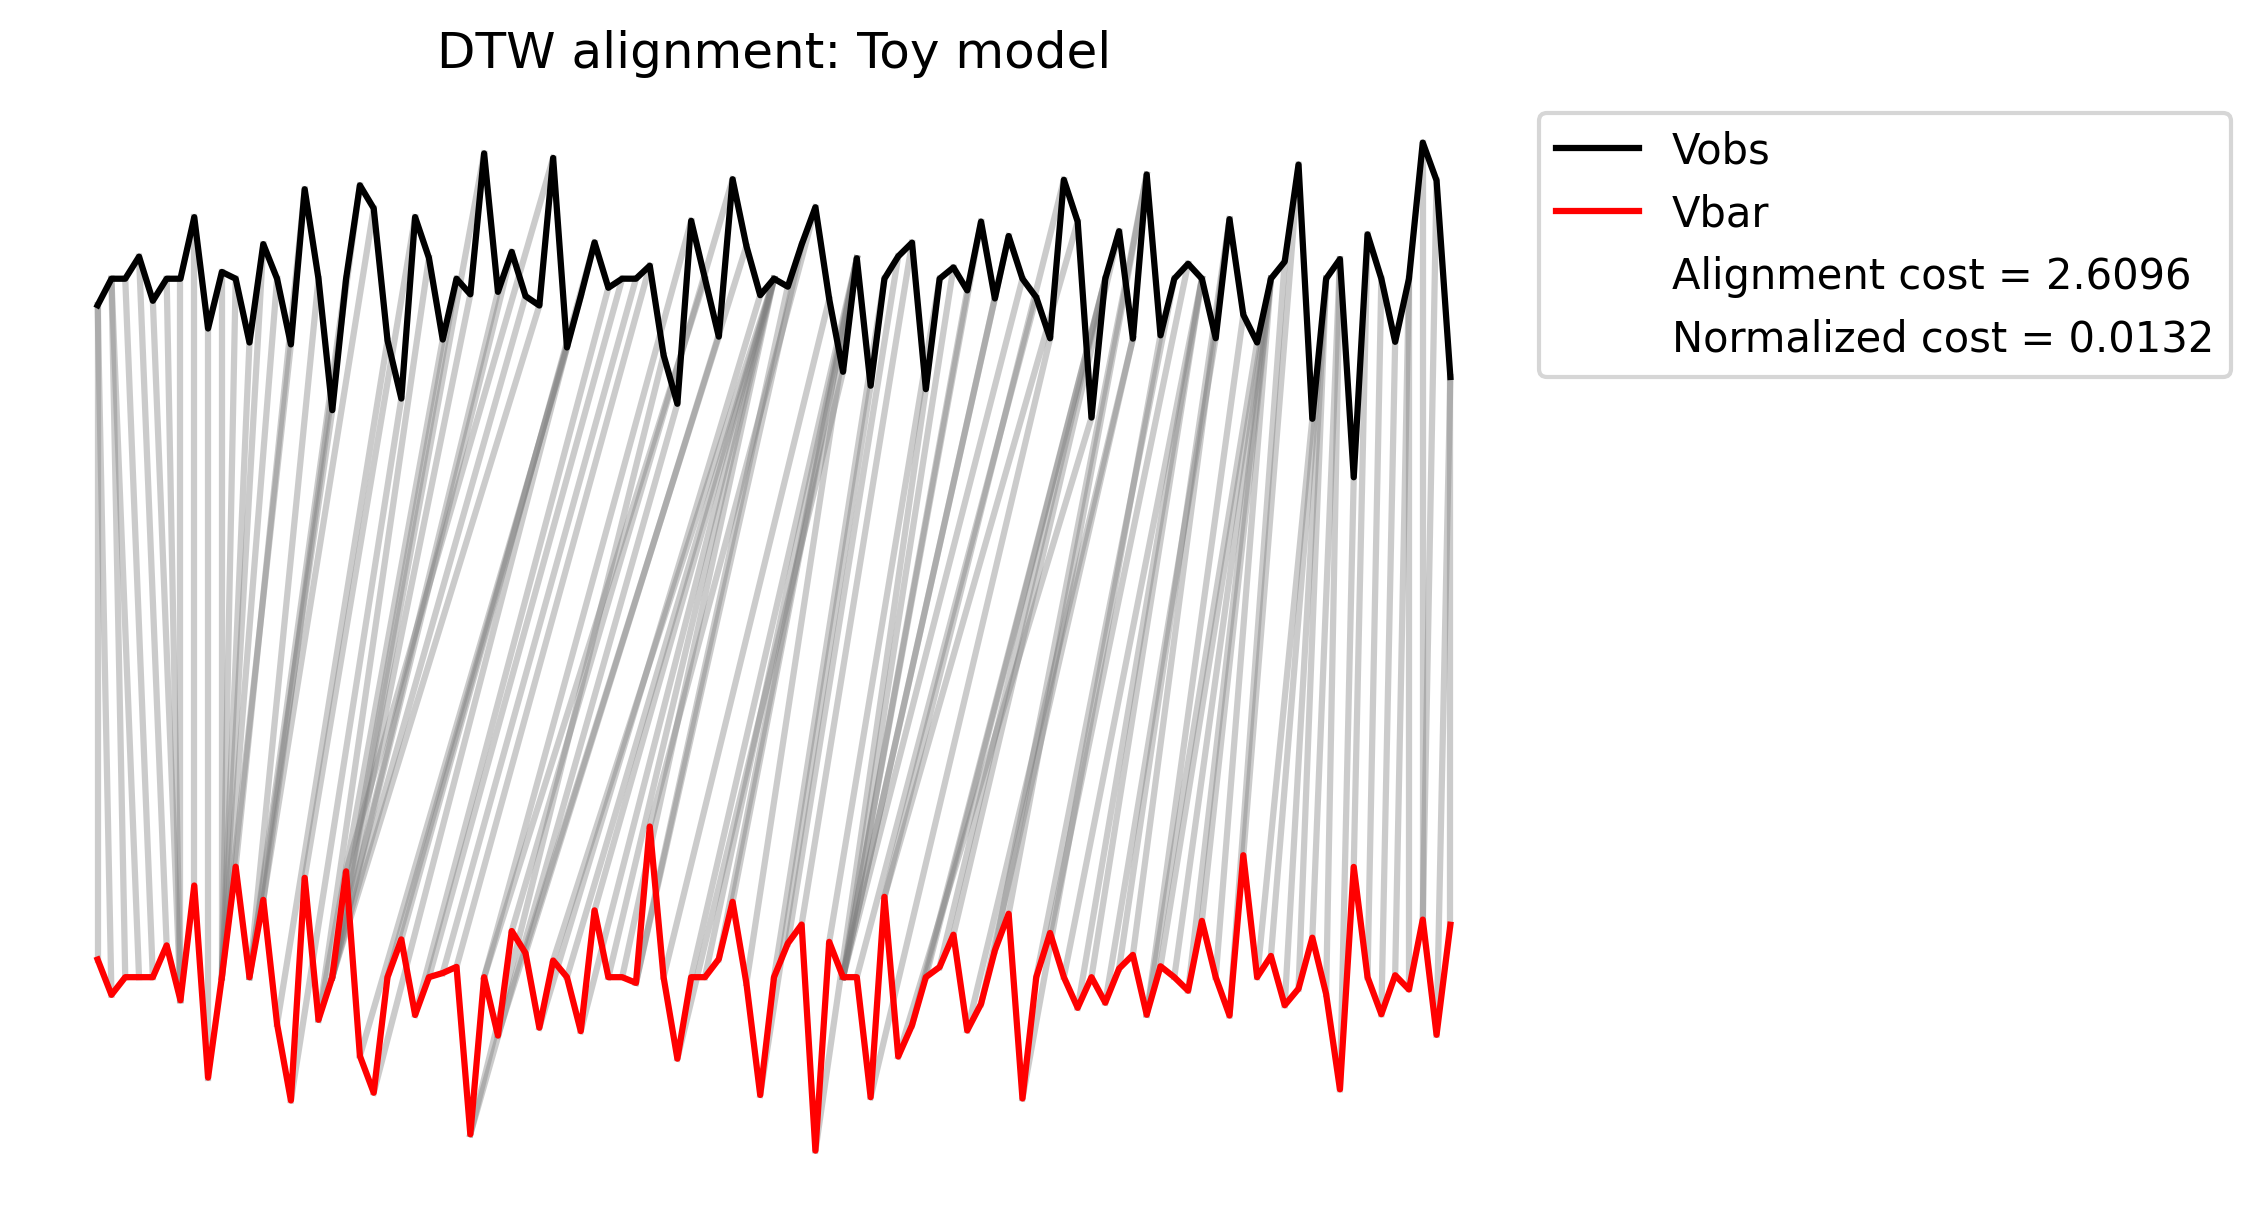 DTW alignment: Toy model
Vobs
Vbar
Alignment cost = 2.6096
Normalized cost = 0.0132